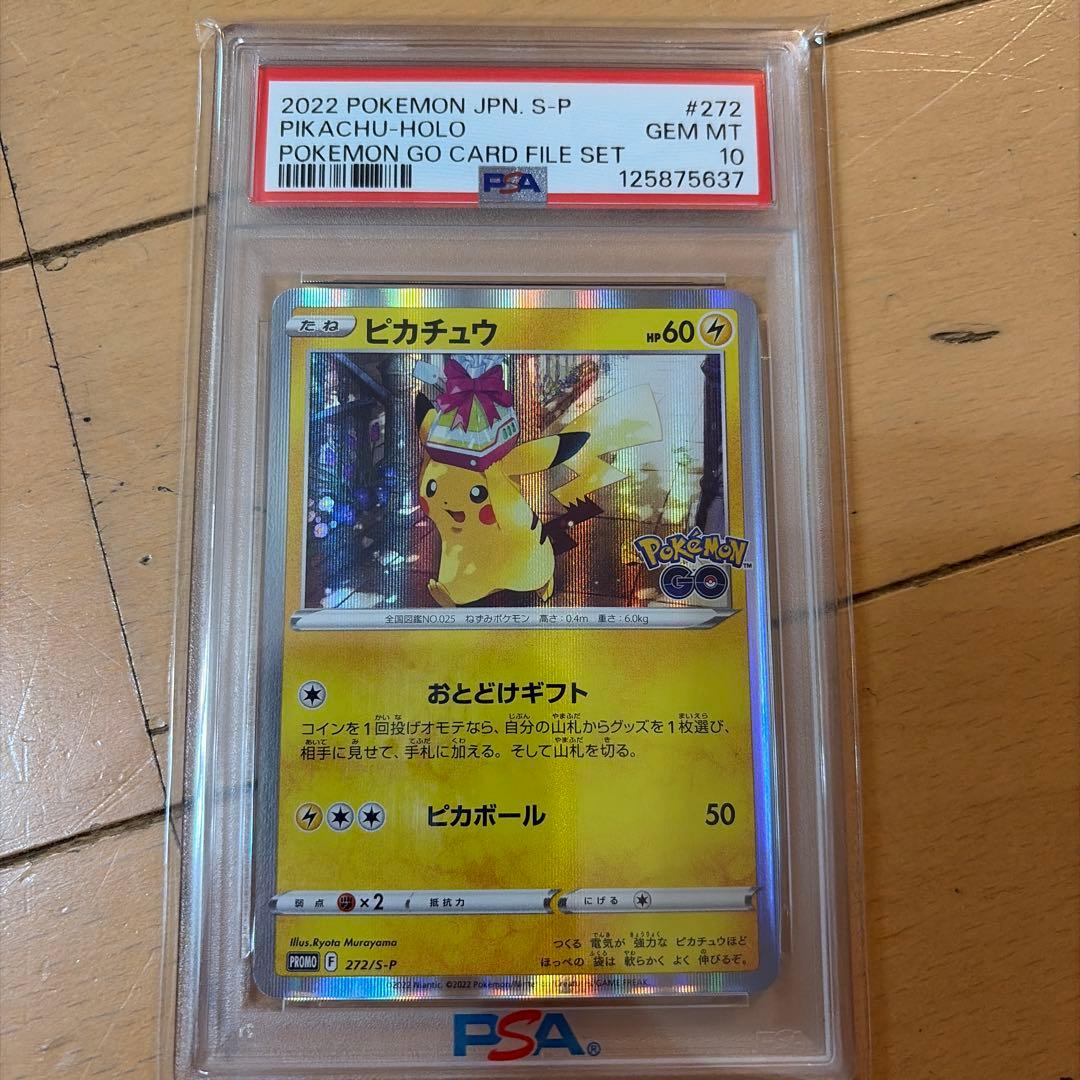 2022 POKEMON JPN. S-P #272
PIKACHU-HOLO GEM MT
POKEMON GO CARD FILE SET 10
PSA 125875637
たね ピカチュウ HP60
Pokémon™
GO
全国図鑑NO.025 ねずみポケモン 高さ:0.4m 重さ:6.0kg
おとどけギフト
コインを1回投げオモテなら、自分の山札からグッズを1枚選び、
相手に見せて、手札に加える。そして山札を切る。
ピカボール 50
弱点 ×2 抵抗力 にげる
Illus.Ryota Murayama
つくる 電気が 強力な ピカチュウほど
ほっぺの 袋は 軟らかく よく 伸びるぞ。
PROMO F 272/S-P
©2022 Niantic. ©2022 Pokémon/Nintendo/Creatures/GAME FREAK.
PSA®